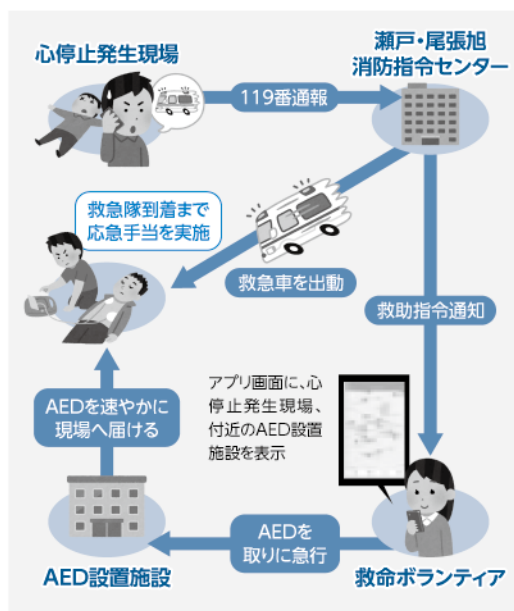 心停止発生現場
瀬戸・尾張旭
消防指令センター
119番通報
救急隊到着まで
応急手当を実施
救急車を出動
救助指令通知
アプリ画面に、心
停止発生現場、
付近のAED設置
施設を表示
AEDを速やかに
現場へ届ける
AEDを
取りに急行
AED設置施設
救命ボランティア